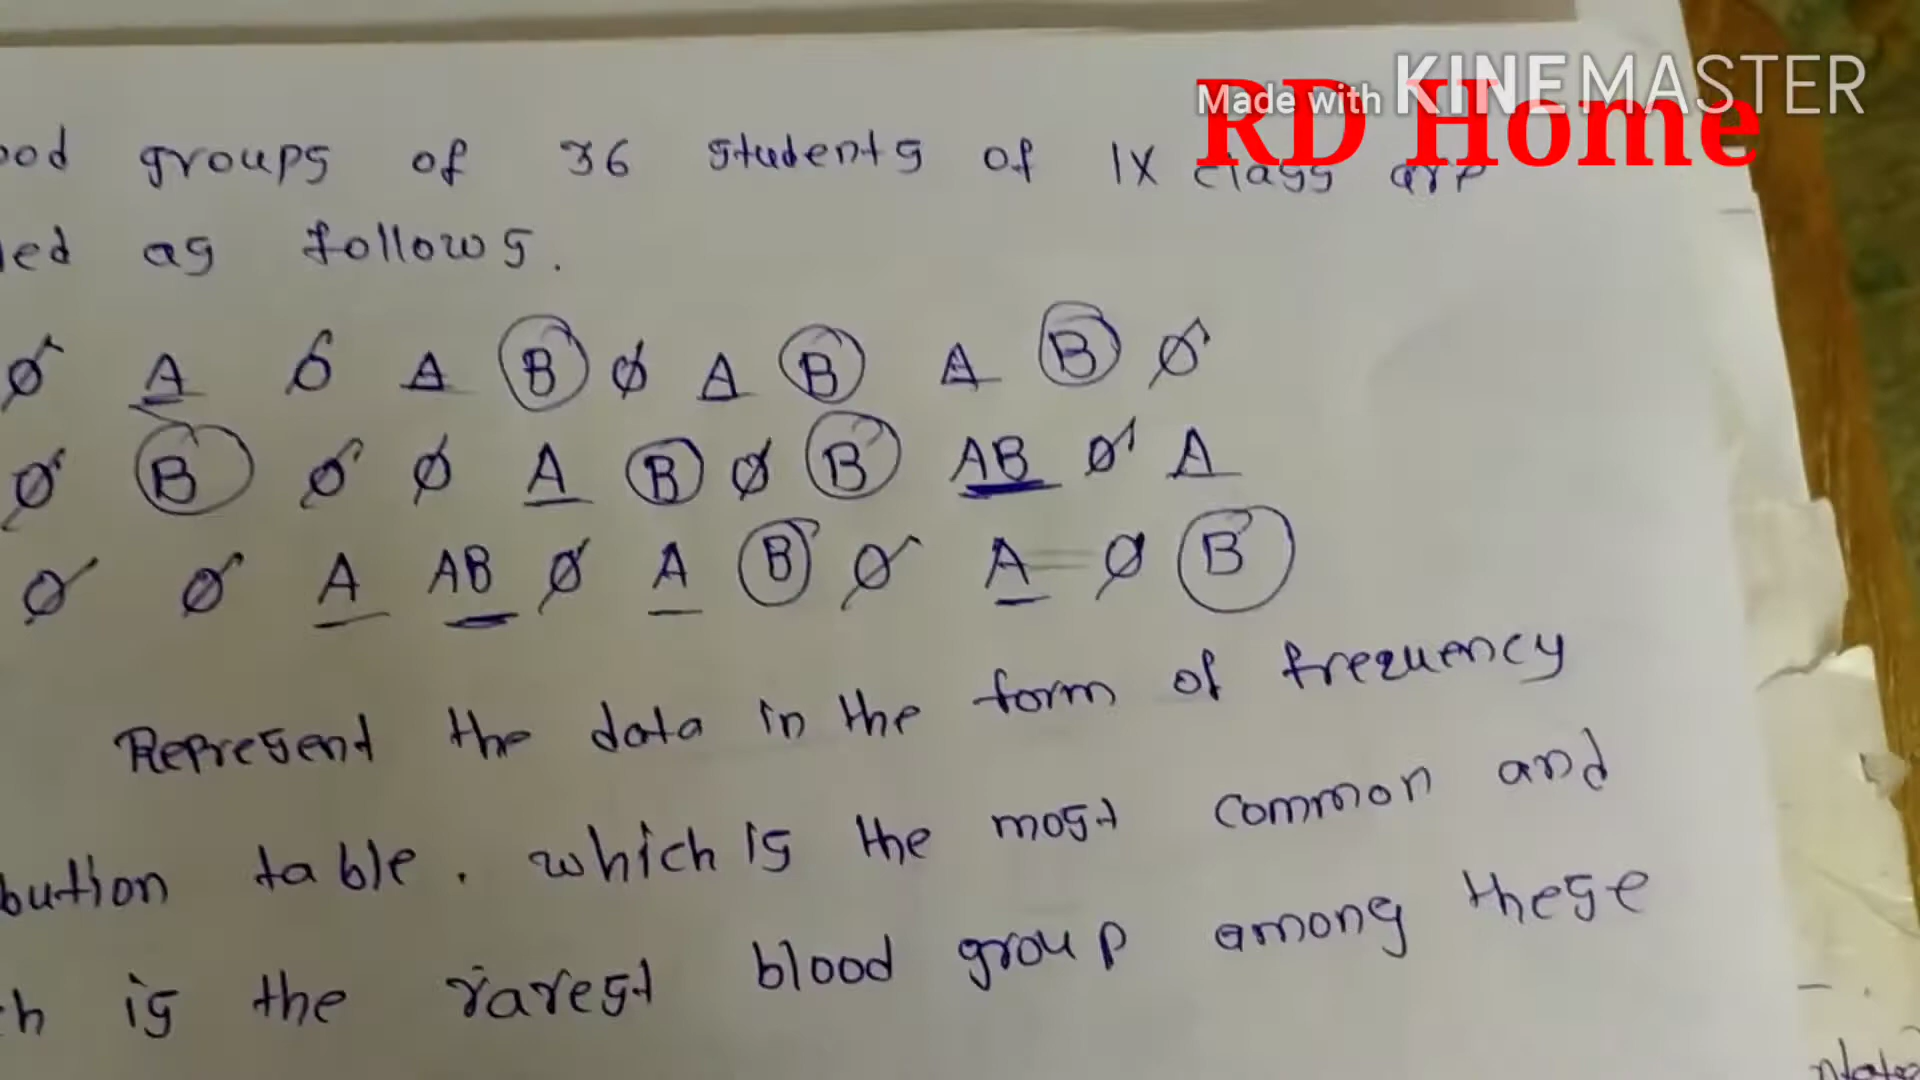 Made with KINEMASTER
RD Home
ood groups of 36 students of IX class are
ded as follows.
O A O A B O A B A B O
O B O O A B O B AB O A
O O A AB O A B O A O B
Represent the data in the form of frequency
bution table. which is the most common and
ch is the rarest blood group among these